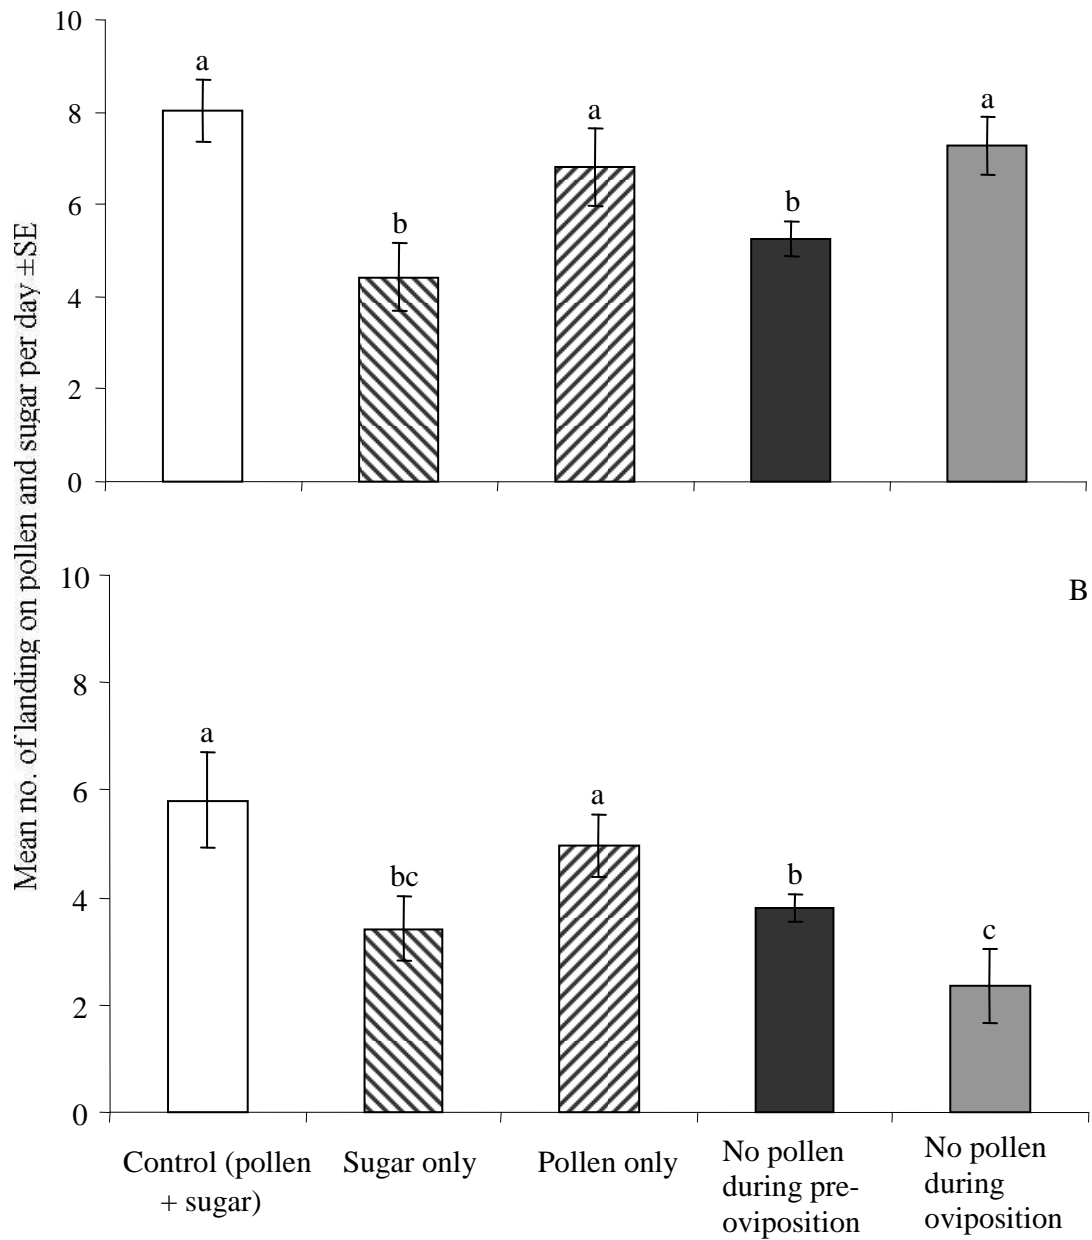 Mean no. of landing on pollen and sugar per day ±SE
10
8
6
4
2
0
a
b
a
b
a
B
10
8
6
4
2
0
a
bc
a
b
c
Control (pollen
+ sugar)
Sugar only
Pollen only
No pollen
during pre-
oviposition
No pollen
during
oviposition